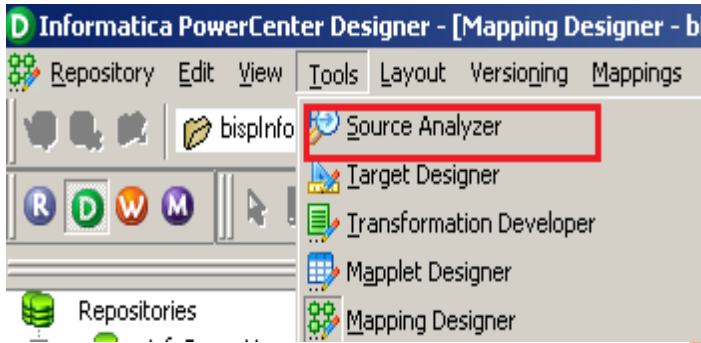 D Informatica PowerCenter Designer - [Mapping Designer - b
Repository Edit View Tools Layout Versioning Mappings
bispInfo
Source Analyzer
Target Designer
R D W M
Transformation Developer
Mapplet Designer
Repositories
Mapping Designer